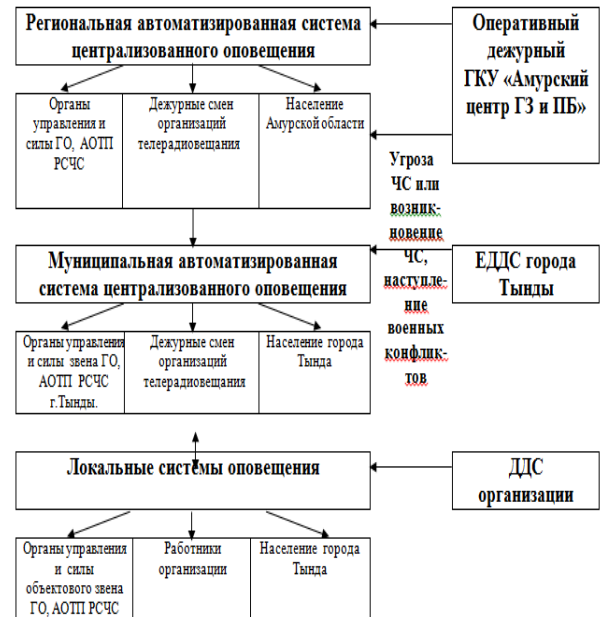 Региональная автоматизированная система
централизованного оповещения
Оперативный
дежурный
ГКУ «Амурский
центр ГЗ и ПБ»
Органы
управления и
силы ГО, АОТП
РСЧС
Дежурные смен
организаций
телерадиовещания
Население
Амурской области
Угроза
ЧС или
возник-
новение
ЧС,
наступле-
ние
военных
конфлик-
тов
Муниципальная автоматизированная
система централизованного оповещения
ЕДДС города
Тынды
Органы управления
и силы звена ГО,
АОТП РСЧС
г.Тынды.
Дежурные смен
организаций
телерадиовещания
Население города
Тында
Локальные системы оповещения
ДДС
организации
Органы управления
и силы
объектового звена
ГО, АОТП РСЧС
Работники
организации
Население города
Тында